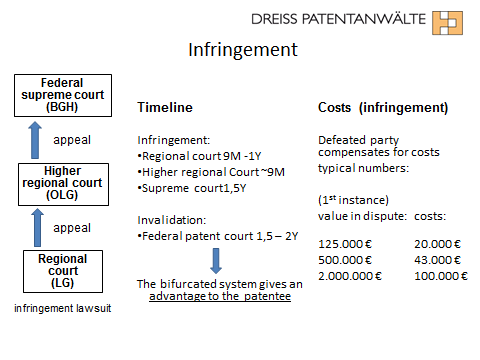 DREISS PATENTANWÄLTE
Infringement
Federal
supreme court
(BGH)
appeal
Higher
regional court
(OLG)
appeal
Regional
court
(LG)
infringement lawsuit
Timeline
Infringement:
•Regional court 9M -1Y
•Higher regional Court ~9M
•Supreme court1,5Y
Invalidation:
•Federal patent court 1,5 – 2Y
The bifurcated system gives an
advantage to the patentee
Costs (infringement)
Defeated party
compensates for costs
typical numbers:
(1st instance)
value in dispute: costs:
125.000 € 20.000 €
500.000 € 43.000 €
2.000.000 € 100.000 €